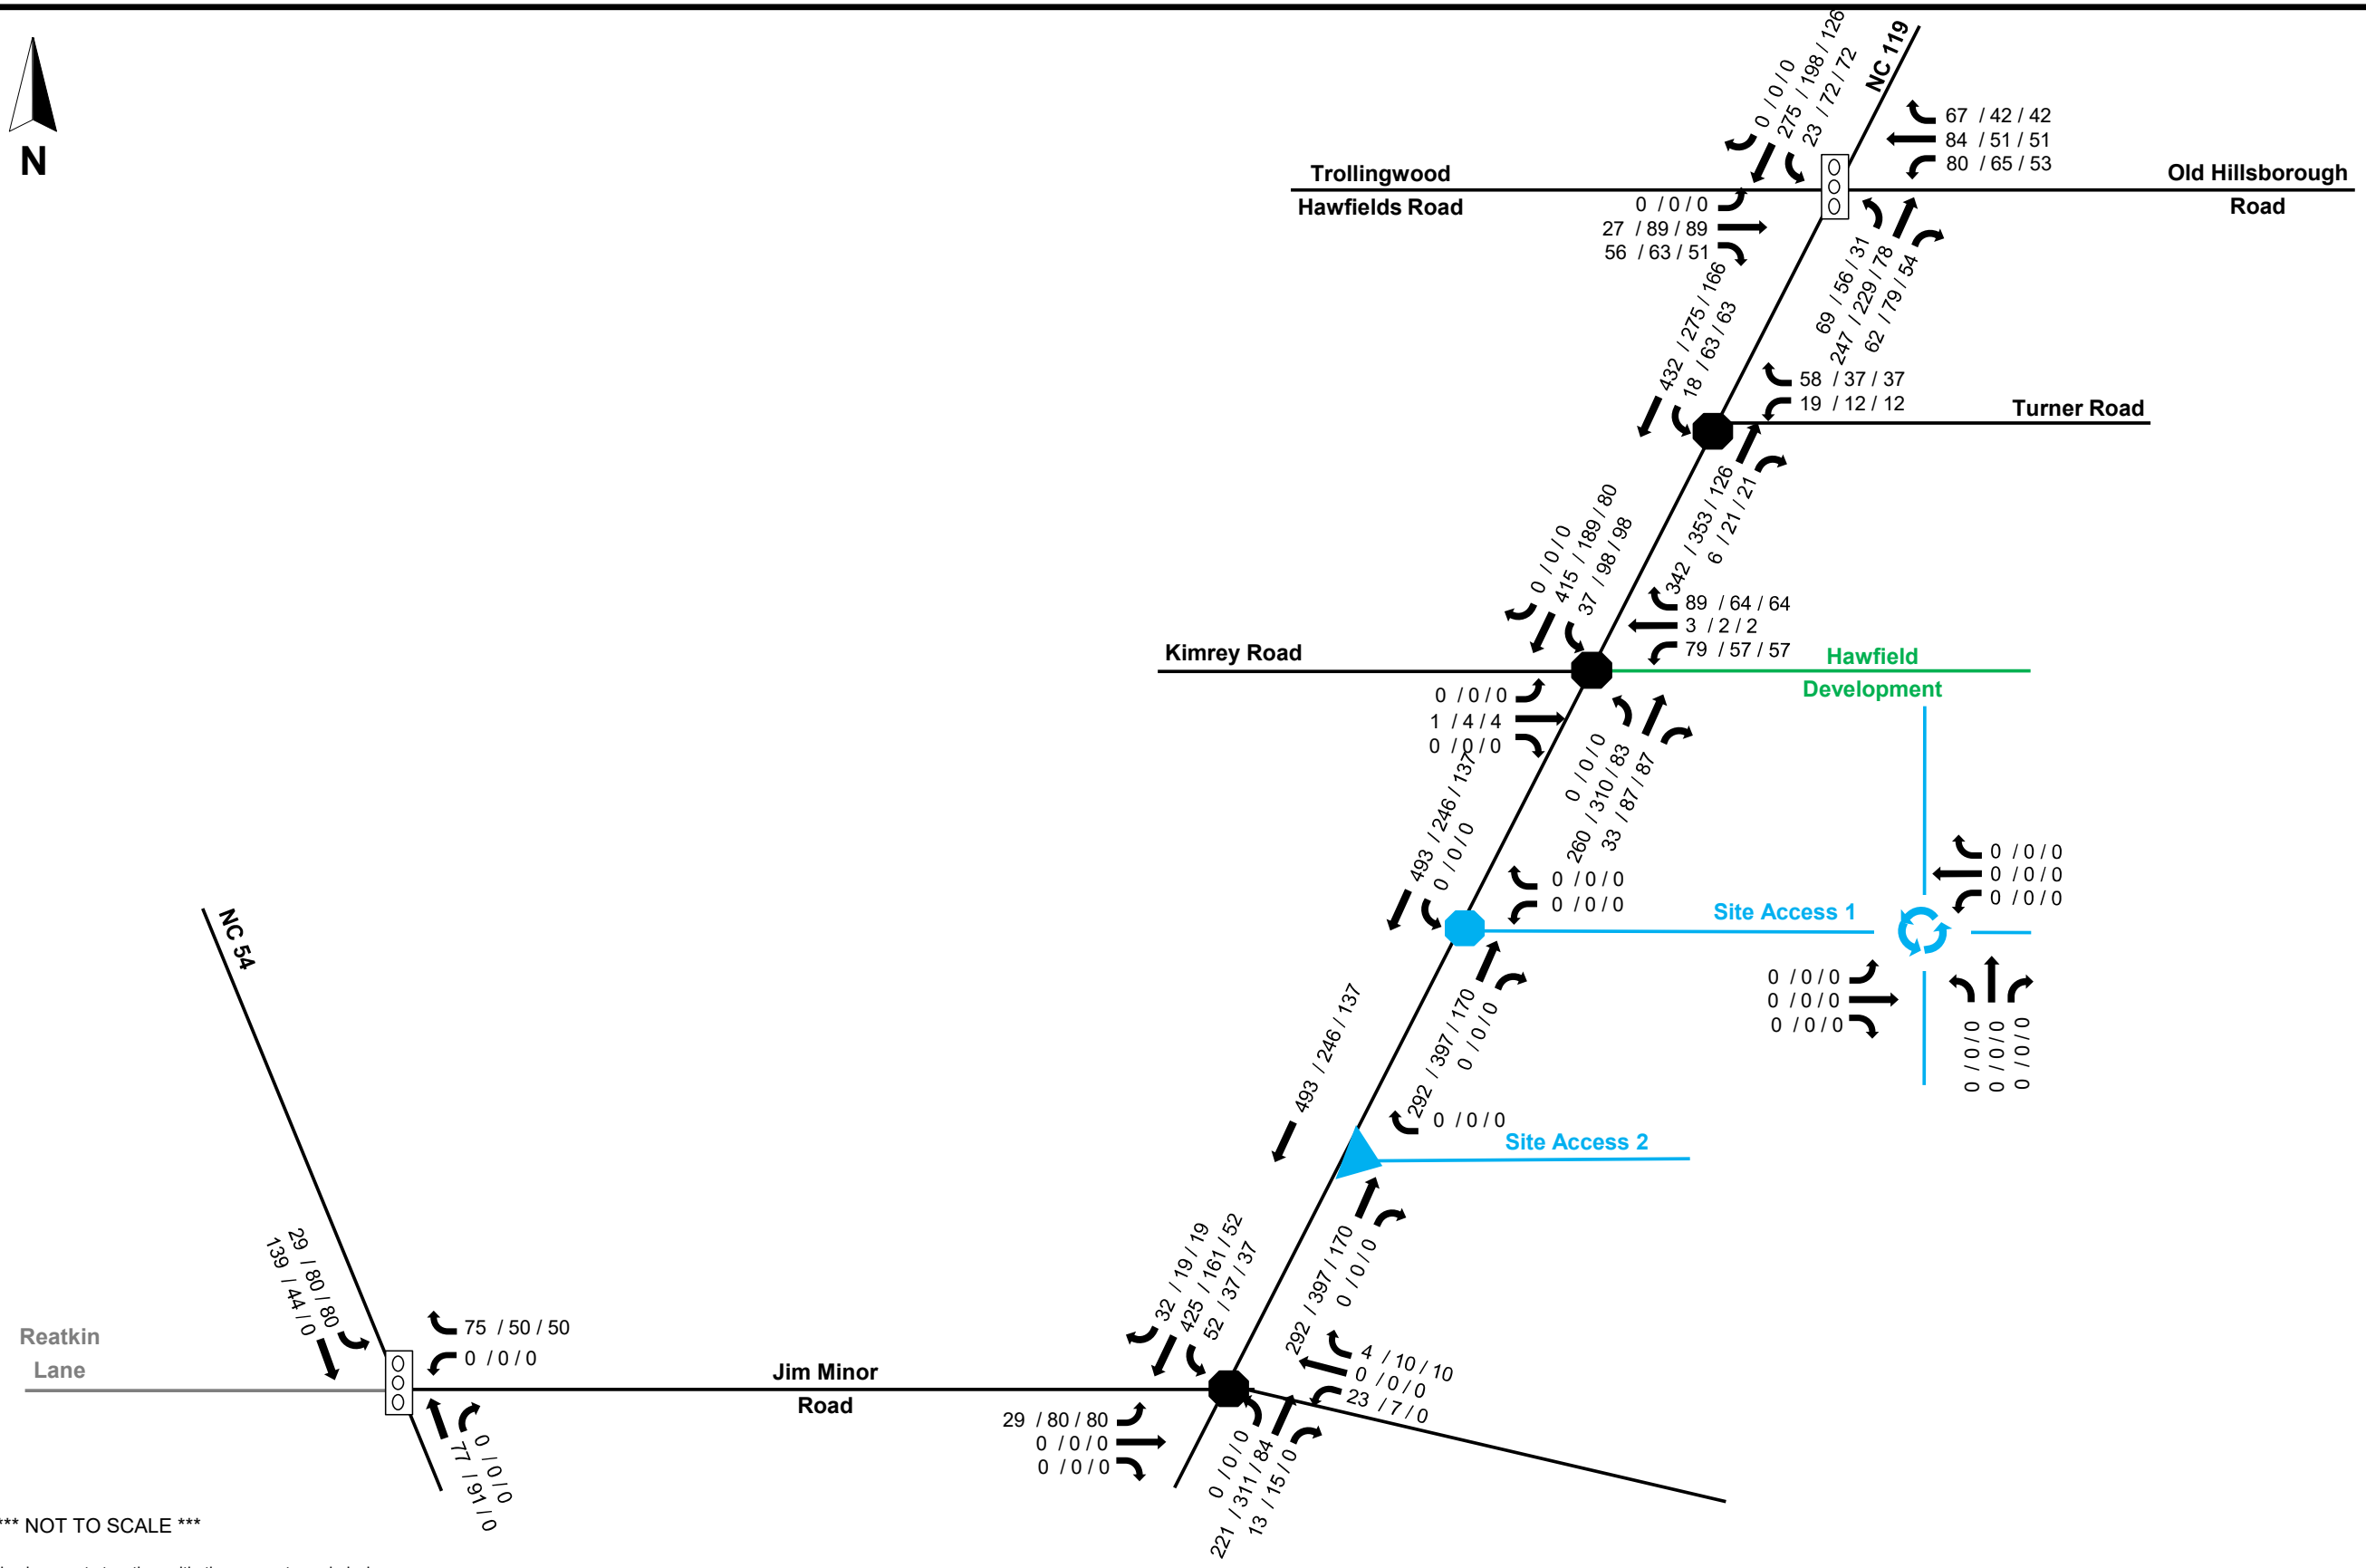 N
NC 119
0 / 0 / 0
275 / 198 / 126
23 / 72 / 72
67 / 42 / 42
84 / 51 / 51
80 / 65 / 53
Trollingwood
Hawfields Road
Old Hillsborough
Road
0 / 0 / 0
27 / 89 / 89
56 / 63 / 51
69 / 56 / 31
247 / 229 / 78
62 / 79 / 54
432 / 275 / 166
18 / 63 / 63
58 / 37 / 37
19 / 12 / 12
Turner Road
342 / 353 / 126
6 / 21 / 21
0 / 0 / 0
415 / 189 / 80
37 / 98 / 98
89 / 64 / 64
3 / 2 / 2
79 / 57 / 57
Kimrey Road
Hawfield
Development
0 / 0 / 0
1 / 4 / 4
0 / 0 / 0
0 / 0 / 0
260 / 310 / 83
33 / 87 / 87
493 / 246 / 137
0 / 0 / 0
0 / 0 / 0
0 / 0 / 0
Site Access 1
0 / 0 / 0
0 / 0 / 0
0 / 0 / 0
0 / 0 / 0
0 / 0 / 0
0 / 0 / 0
0 / 0 / 0
0 / 0 / 0
0 / 0 / 0
292 / 397 / 170
0 / 0 / 0
493 / 246 / 137
0 / 0 / 0
Site Access 2
292 / 397 / 170
0 / 0 / 0
NC 54
29 / 80 / 80
139 / 44 / 0
75 / 50 / 50
0 / 0 / 0
Reatkin
Lane
77 / 91 / 0
0 / 0 / 0
Jim Minor
Road
32 / 19 / 19
425 / 161 / 52
52 / 37 / 37
4 / 10 / 10
0 / 0 / 0
23 / 7 / 0
29 / 80 / 80
0 / 0 / 0
0 / 0 / 0
0 / 0 / 0
221 / 311 / 84
13 / 15 / 0
*** NOT TO SCALE ***